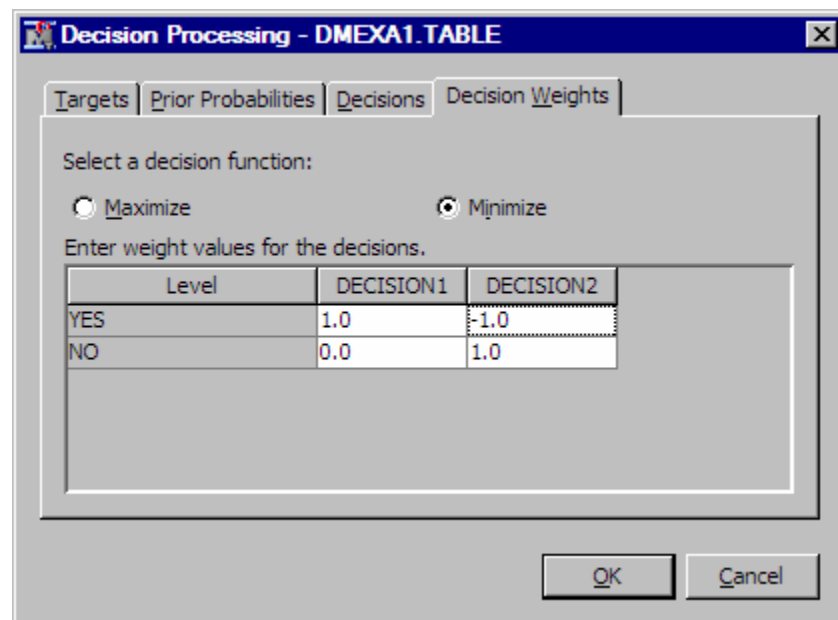 Decision Processing - DMEXA1.TABLE
Targets Prior Probabilities Decisions Decision Weights
Select a decision function:
Maximize Minimize
Enter weight values for the decisions.
Level DECISION1 DECISION2
YES 1.0 -1.0
NO 0.0 1.0
OK Cancel